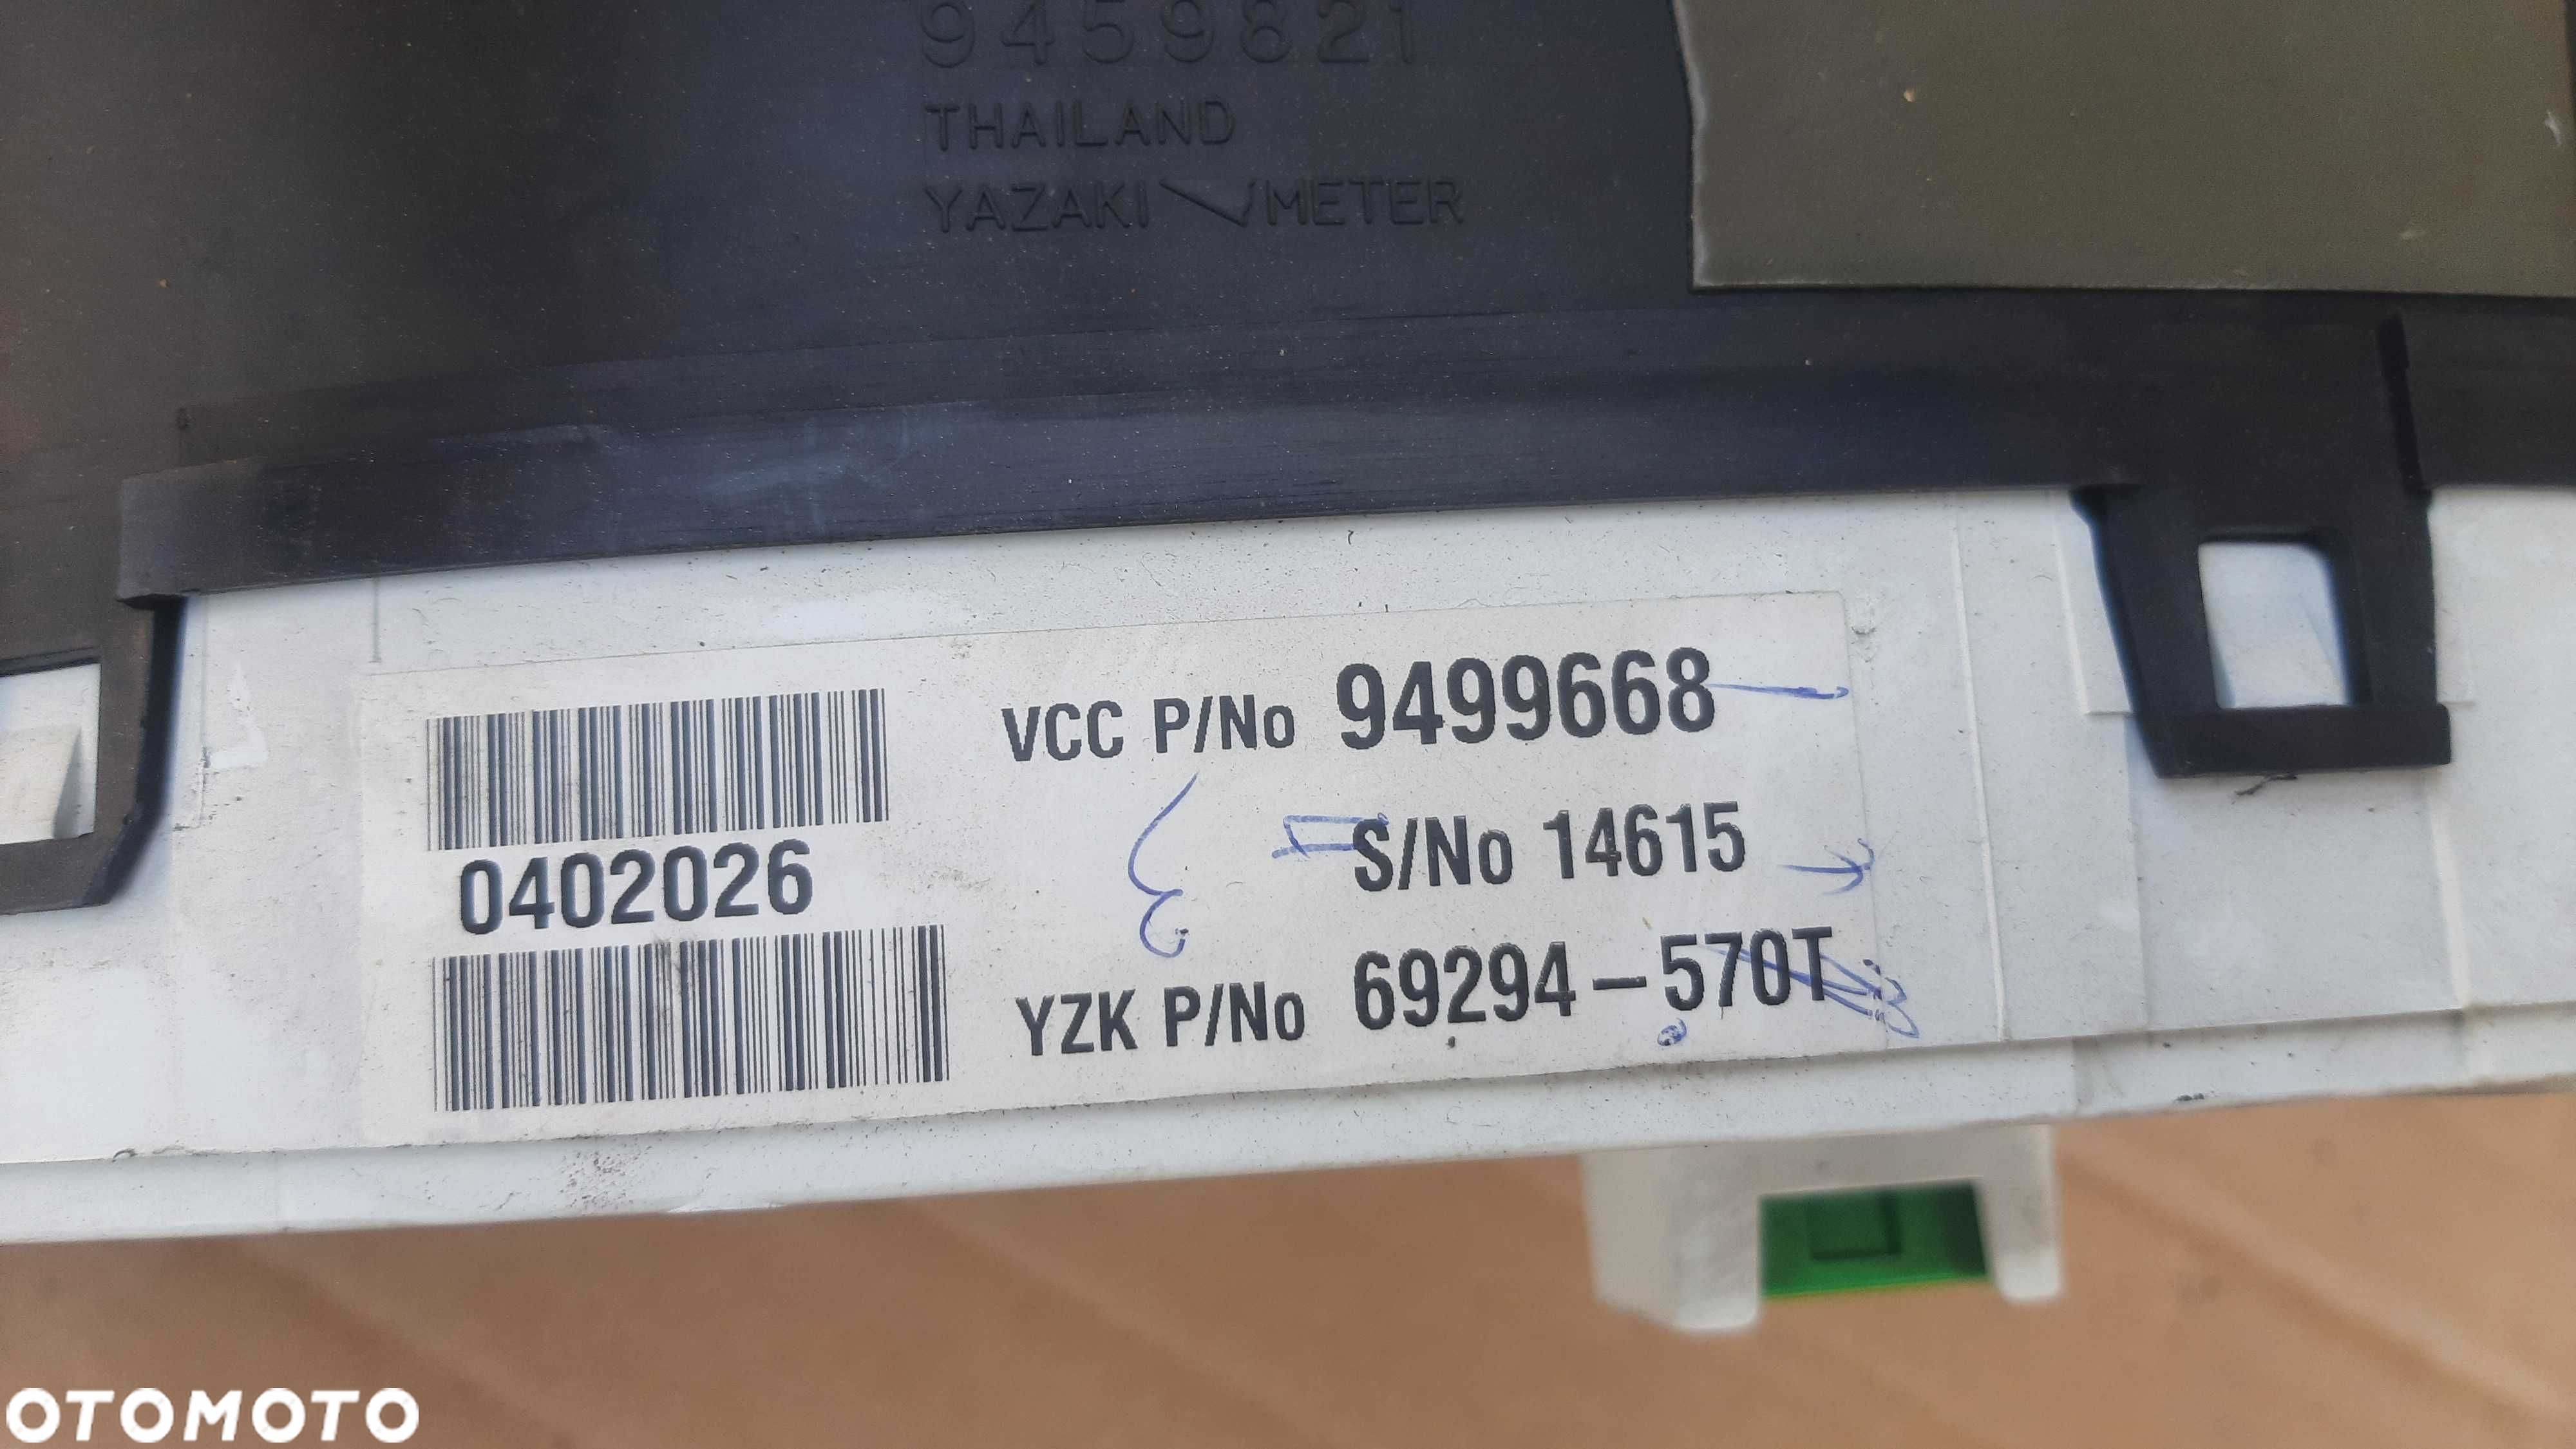 9459821
THAILAND
YAZAKI METER
VCC P/No 9499668
S/No 14615
0402026
YZK P/No 69294-570T
OTOMOTO